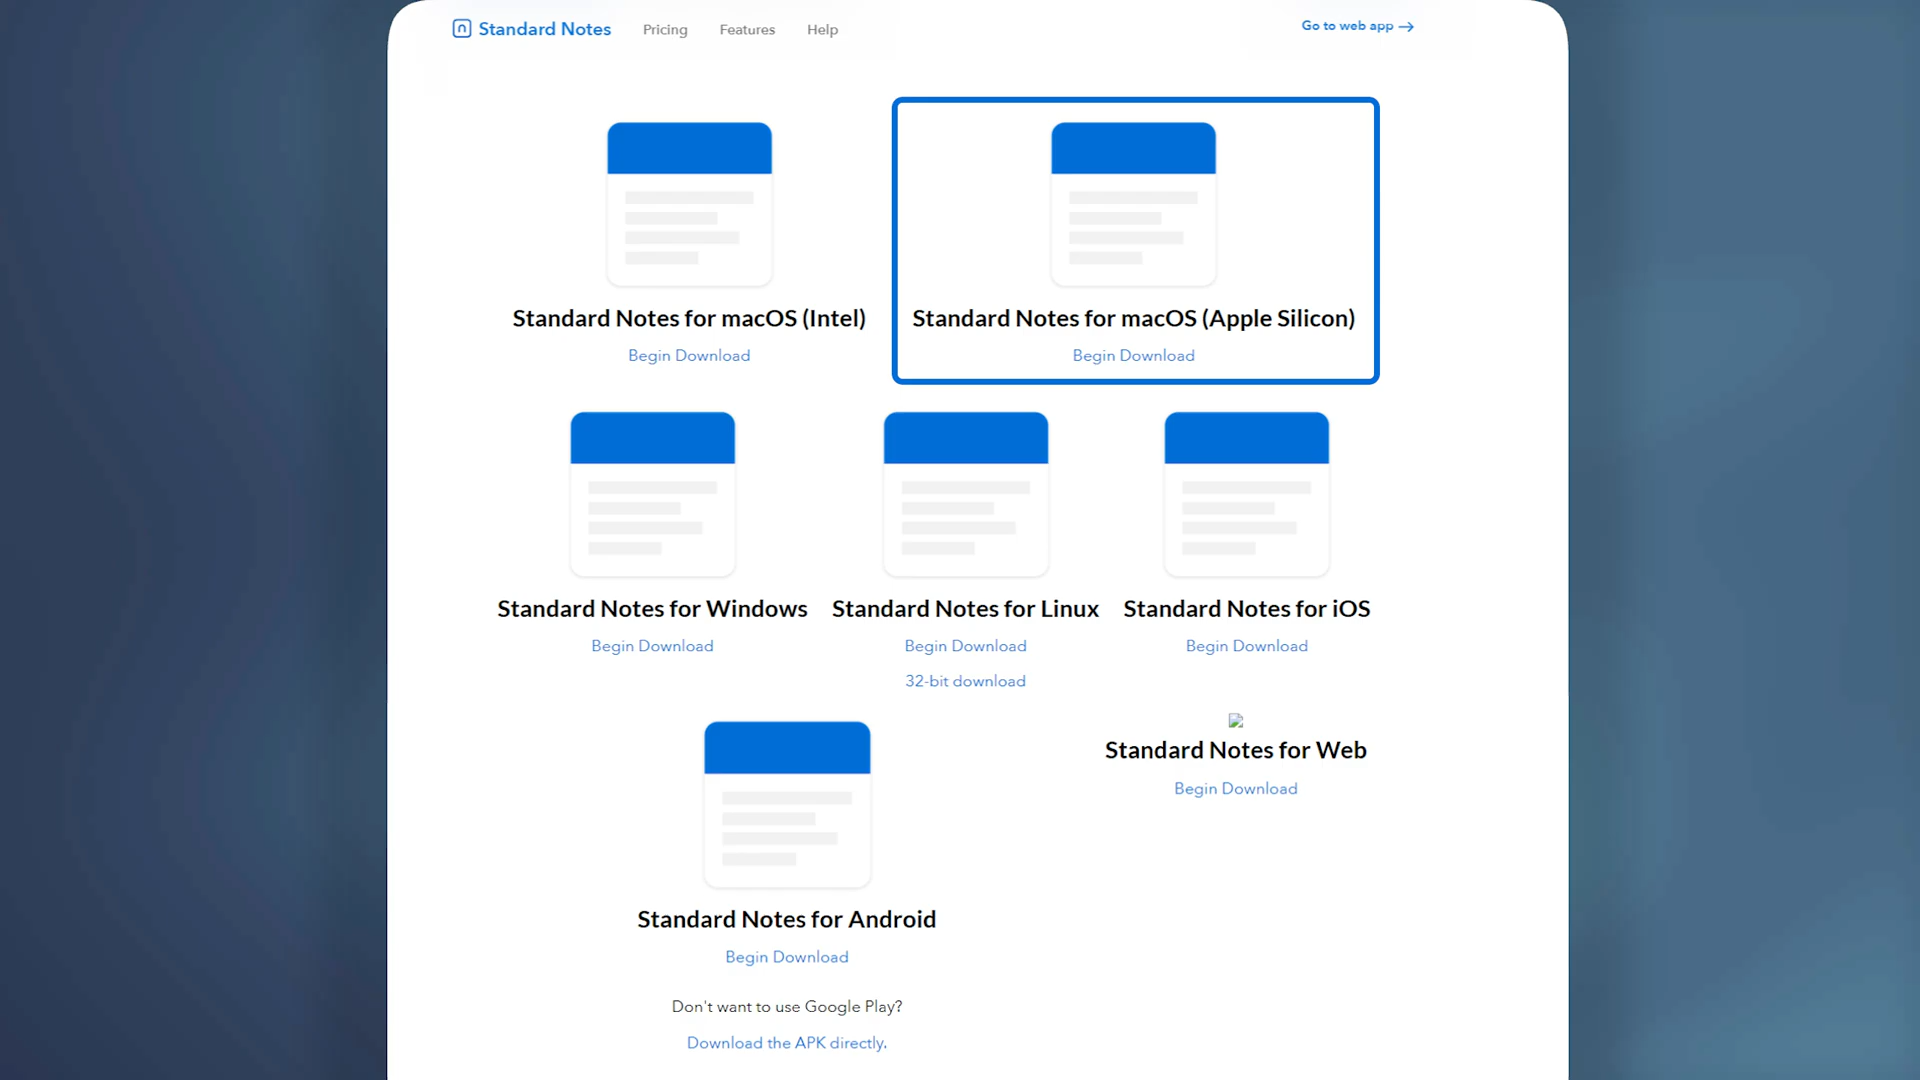 Standard Notes
Pricing
Features
Help
Go to web app →
Standard Notes for macOS (Intel)
Begin Download
Standard Notes for macOS (Apple Silicon)
Begin Download
Standard Notes for Windows
Begin Download
Standard Notes for Linux
Begin Download
32-bit download
Standard Notes for iOS
Begin Download
Standard Notes for Android
Begin Download
Don't want to use Google Play?
Download the APK directly.
Standard Notes for Web
Begin Download